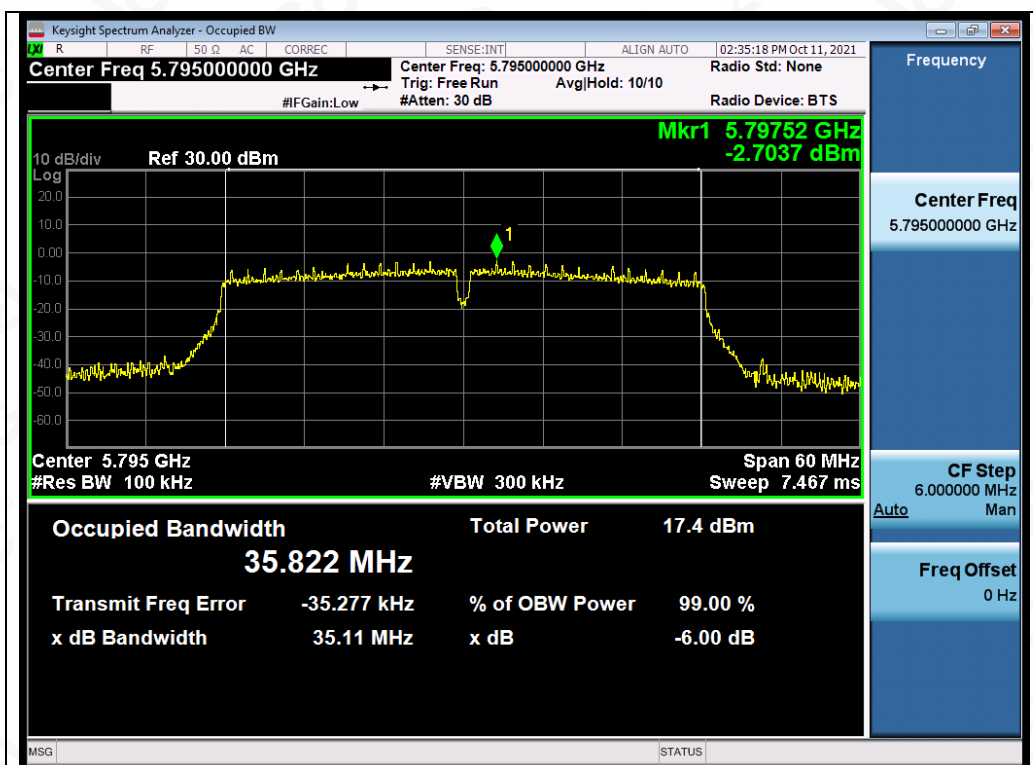 Keysight Spectrum Analyzer - Occupied BW
LXI R RF 50 Ω AC CORREC SENSE:INT ALIGN AUTO 02:35:18 PM Oct 11, 2021
Center Freq 5.795000000 GHz
Center Freq: 5.795000000 GHz
Radio Std: None
Trig: Free Run Avg|Hold: 10/10
#IFGain:Low
#Atten: 30 dB
Radio Device: BTS
Mkr1 5.79752 GHz
-2.7037 dBm
10 dB/div Ref 30.00 dBm
Log
20.0
10.0
0.00
-10.0
-20.0
-30.0
-40.0
-50.0
-60.0
1
Center 5.795 GHz Span 60 MHz
#Res BW 100 kHz #VBW 300 kHz Sweep 7.467 ms
Occupied Bandwidth Total Power 17.4 dBm
35.822 MHz
Transmit Freq Error -35.277 kHz % of OBW Power 99.00 %
x dB Bandwidth 35.11 MHz x dB -6.00 dB
Frequency
Center Freq
5.795000000 GHz
CF Step
6.000000 MHz
Auto Man
Freq Offset
0 Hz
MSG STATUS